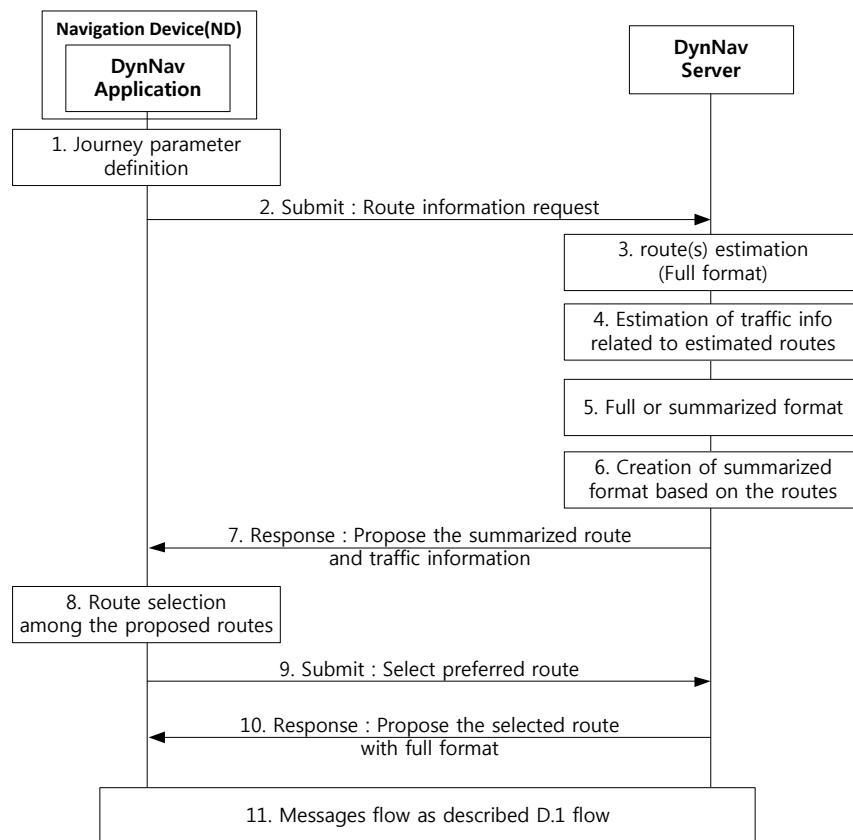 Navigation Device(ND)
DynNav
Application
DynNav
Server
1. Journey parameter
definition
2. Submit : Route information request
3. route(s) estimation
(Full format)
4. Estimation of traffic info
related to estimated routes
5. Full or summarized format
6. Creation of summarized
format based on the routes
7. Response : Propose the summarized route
and traffic information
8. Route selection
among the proposed routes
9. Submit : Select preferred route
10. Response : Propose the selected route
with full format
11. Messages flow as described D.1 flow